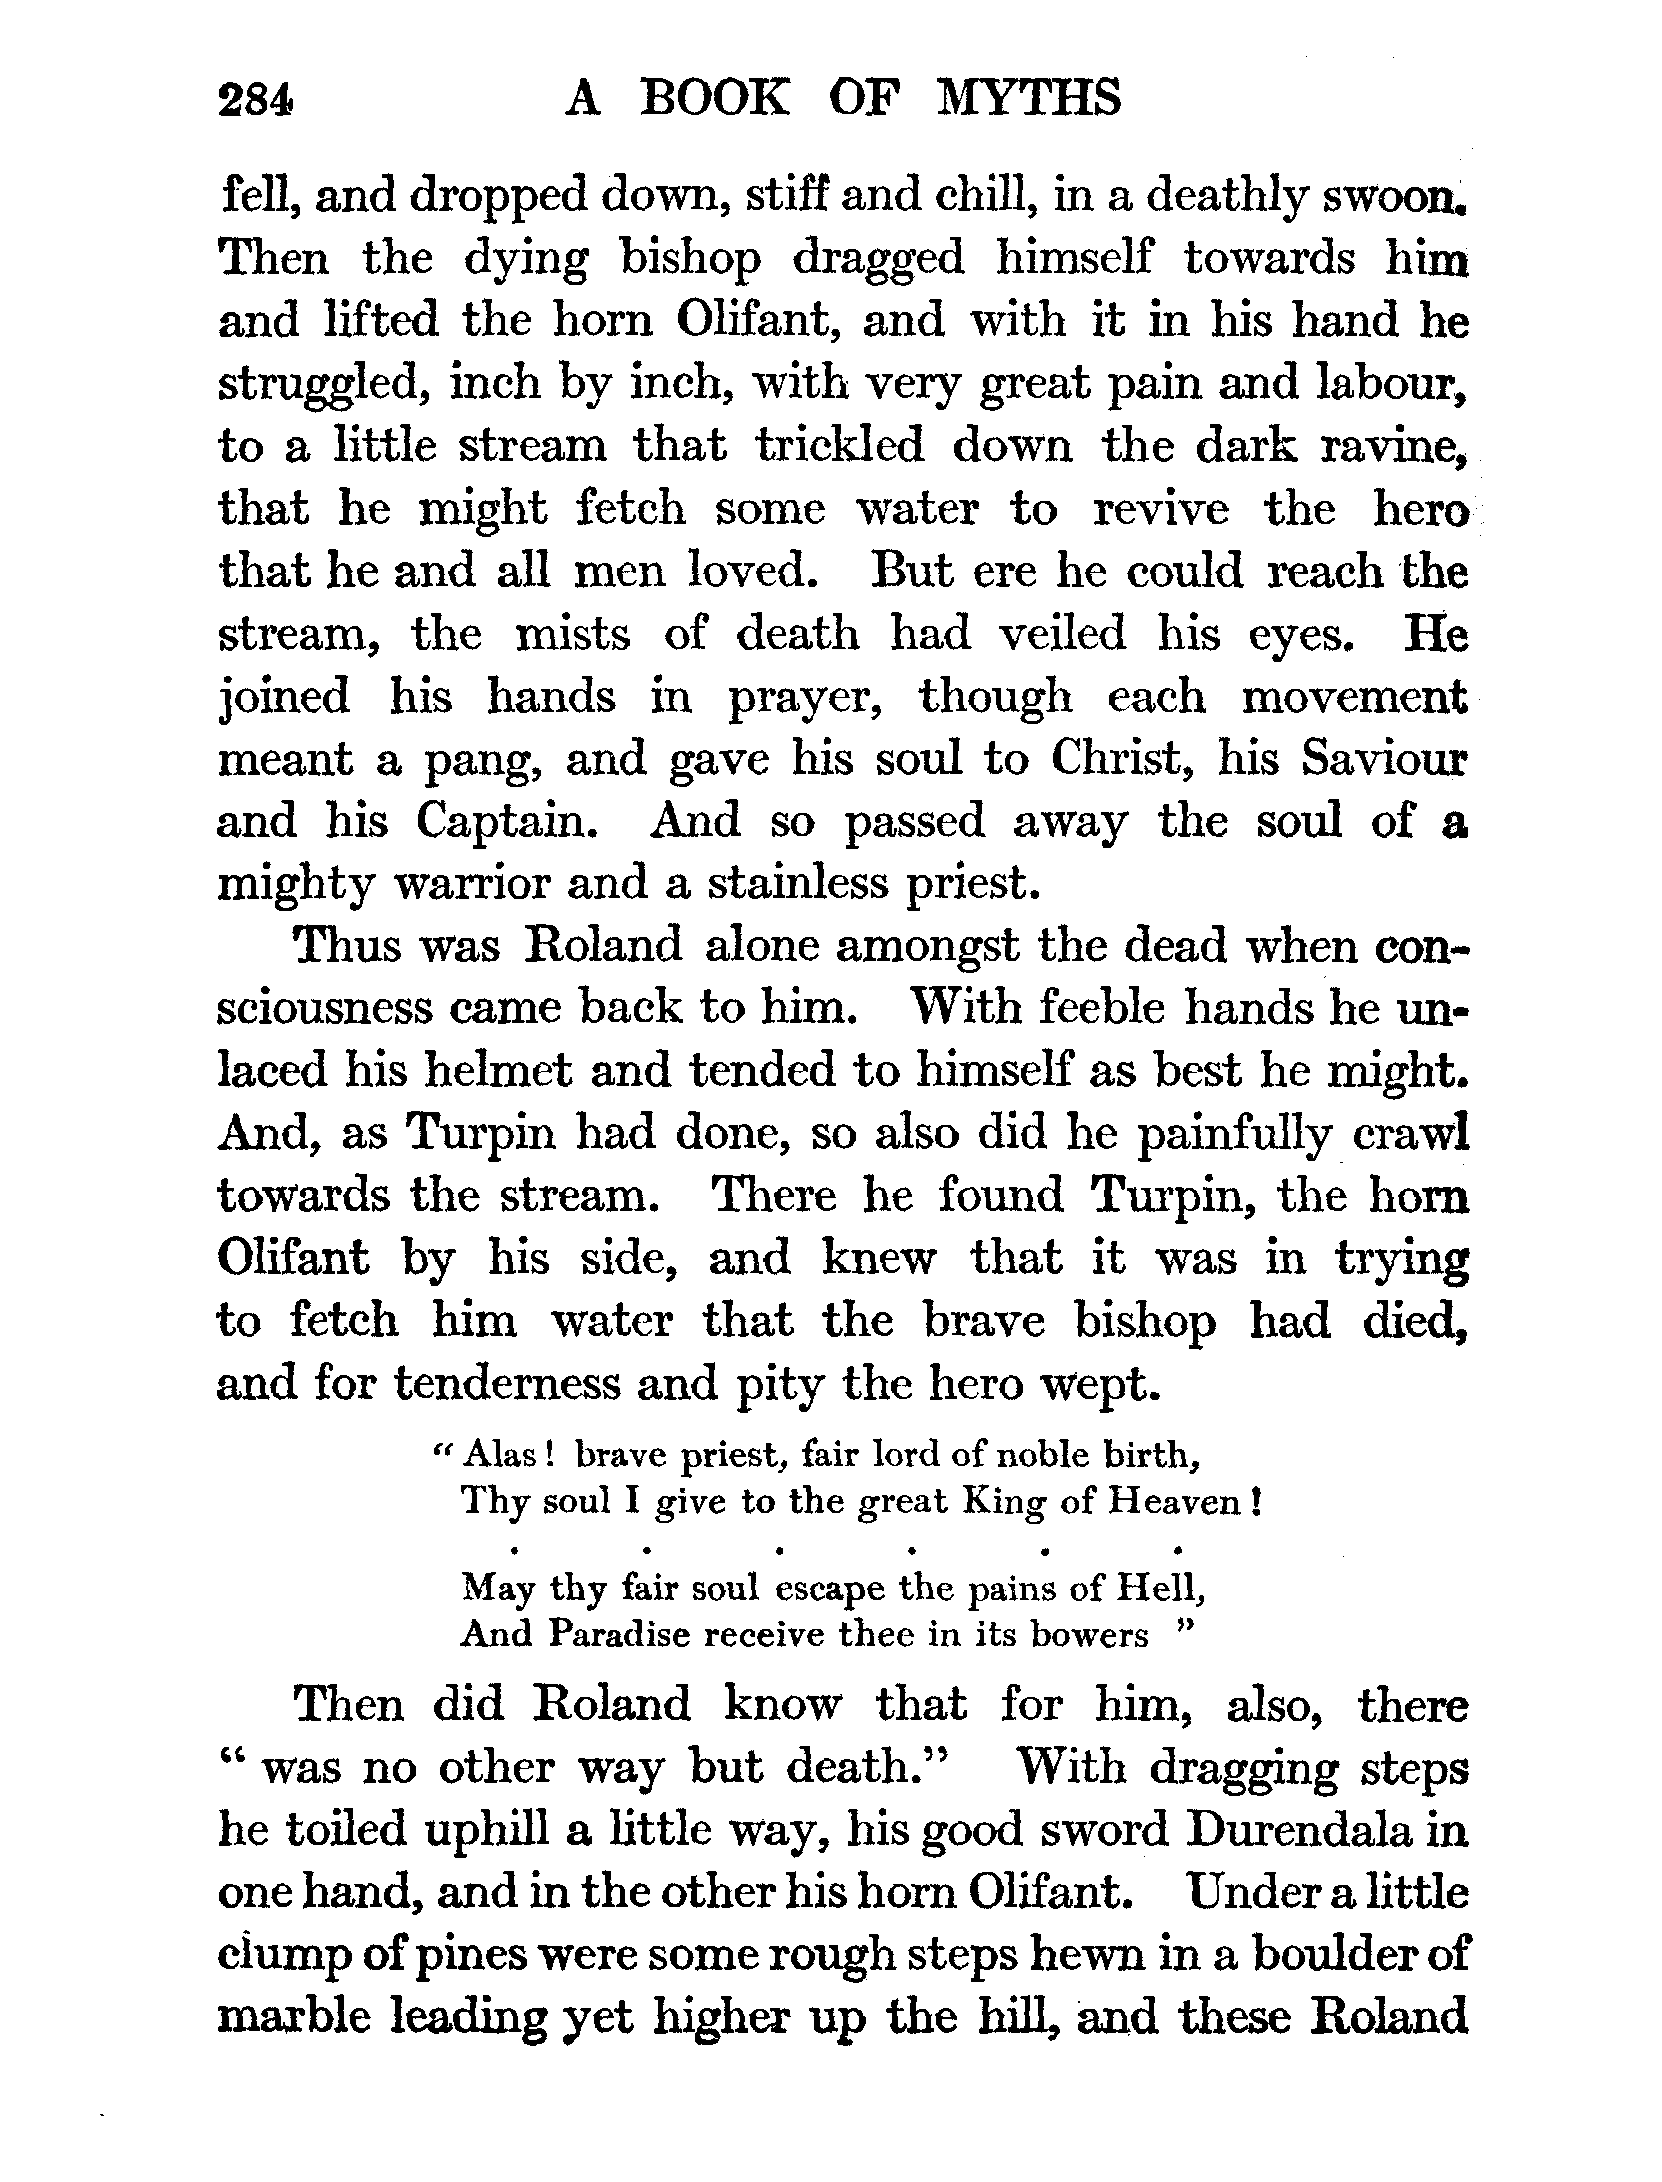 284 A BOOK OF MYTHS
fell, and dropped down, stiff and chill, in a deathly swoon.
Then the dying bishop dragged himself towards him
and lifted the horn Olifant, and with it in his hand he
struggled, inch by inch, with very great pain and labour,
to a little stream that trickled down the dark ravine,
that he might fetch some water to revive the hero
that he and all men loved. But ere he could reach the
stream, the mists of death had veiled his eyes. He
joined his hands in prayer, though each movement
meant a pang, and gave his soul to Christ, his Saviour
and his Captain. And so passed away the soul of a
mighty warrior and a stainless priest.
Thus was Roland alone amongst the dead when con-
sciousness came back to him. With feeble hands he un-
laced his helmet and tended to himself as best he might.
And, as Turpin had done, so also did he painfully crawl
towards the stream. There he found Turpin, the horn
Olifant by his side, and knew that it was in trying
to fetch him water that the brave bishop had died,
and for tenderness and pity the hero wept.
“ Alas ! brave priest, fair lord of noble birth,
Thy soul I give to the great King of Heaven !
. . . . . .
May thy fair soul escape the pains of Hell,
And Paradise receive thee in its bowers ”
Then did Roland know that for him, also, there
“ was no other way but death.” With dragging steps
he toiled uphill a little way, his good sword Durendala in
one hand, and in the other his horn Olifant. Under a little
clump of pines were some rough steps hewn in a boulder of
marble leading yet higher up the hill, and these Roland